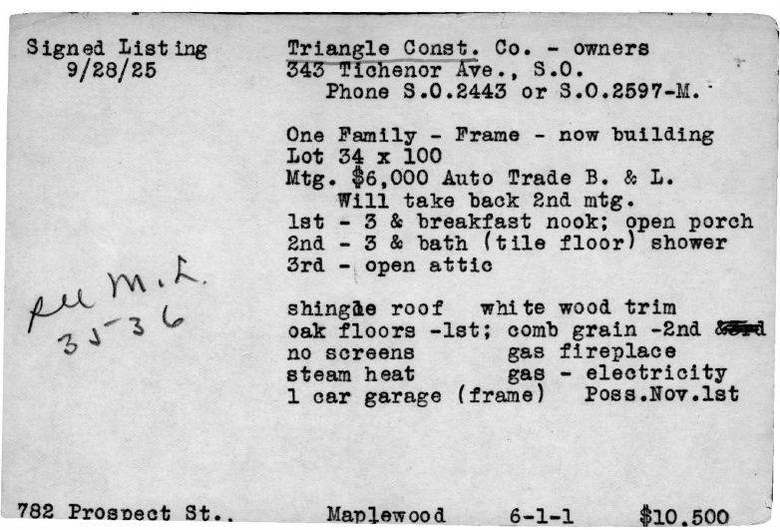 Signed Listing
9/28/25
Triangle Const. Co. - owners
343 Tichenor Ave., S.O.
Phone S.O.2443 or S.O.2597-M.
One Family - Frame - now building
Lot 34 x 100
Mtg. $6,000 Auto Trade B. & L.
Will take back 2nd mtg.
1st - 3 & breakfast nook; open porch
2nd - 3 & bath (tile floor) shower
3rd - open attic
M.L.
3536
shingle roof white wood trim
oak floors -1st; comb grain -2nd &3rd
no screens gas fireplace
steam heat gas - electricity
1 car garage (frame) Poss.Nov.1st
782 Prospect St., Maplewood 6-1-1 $10,500